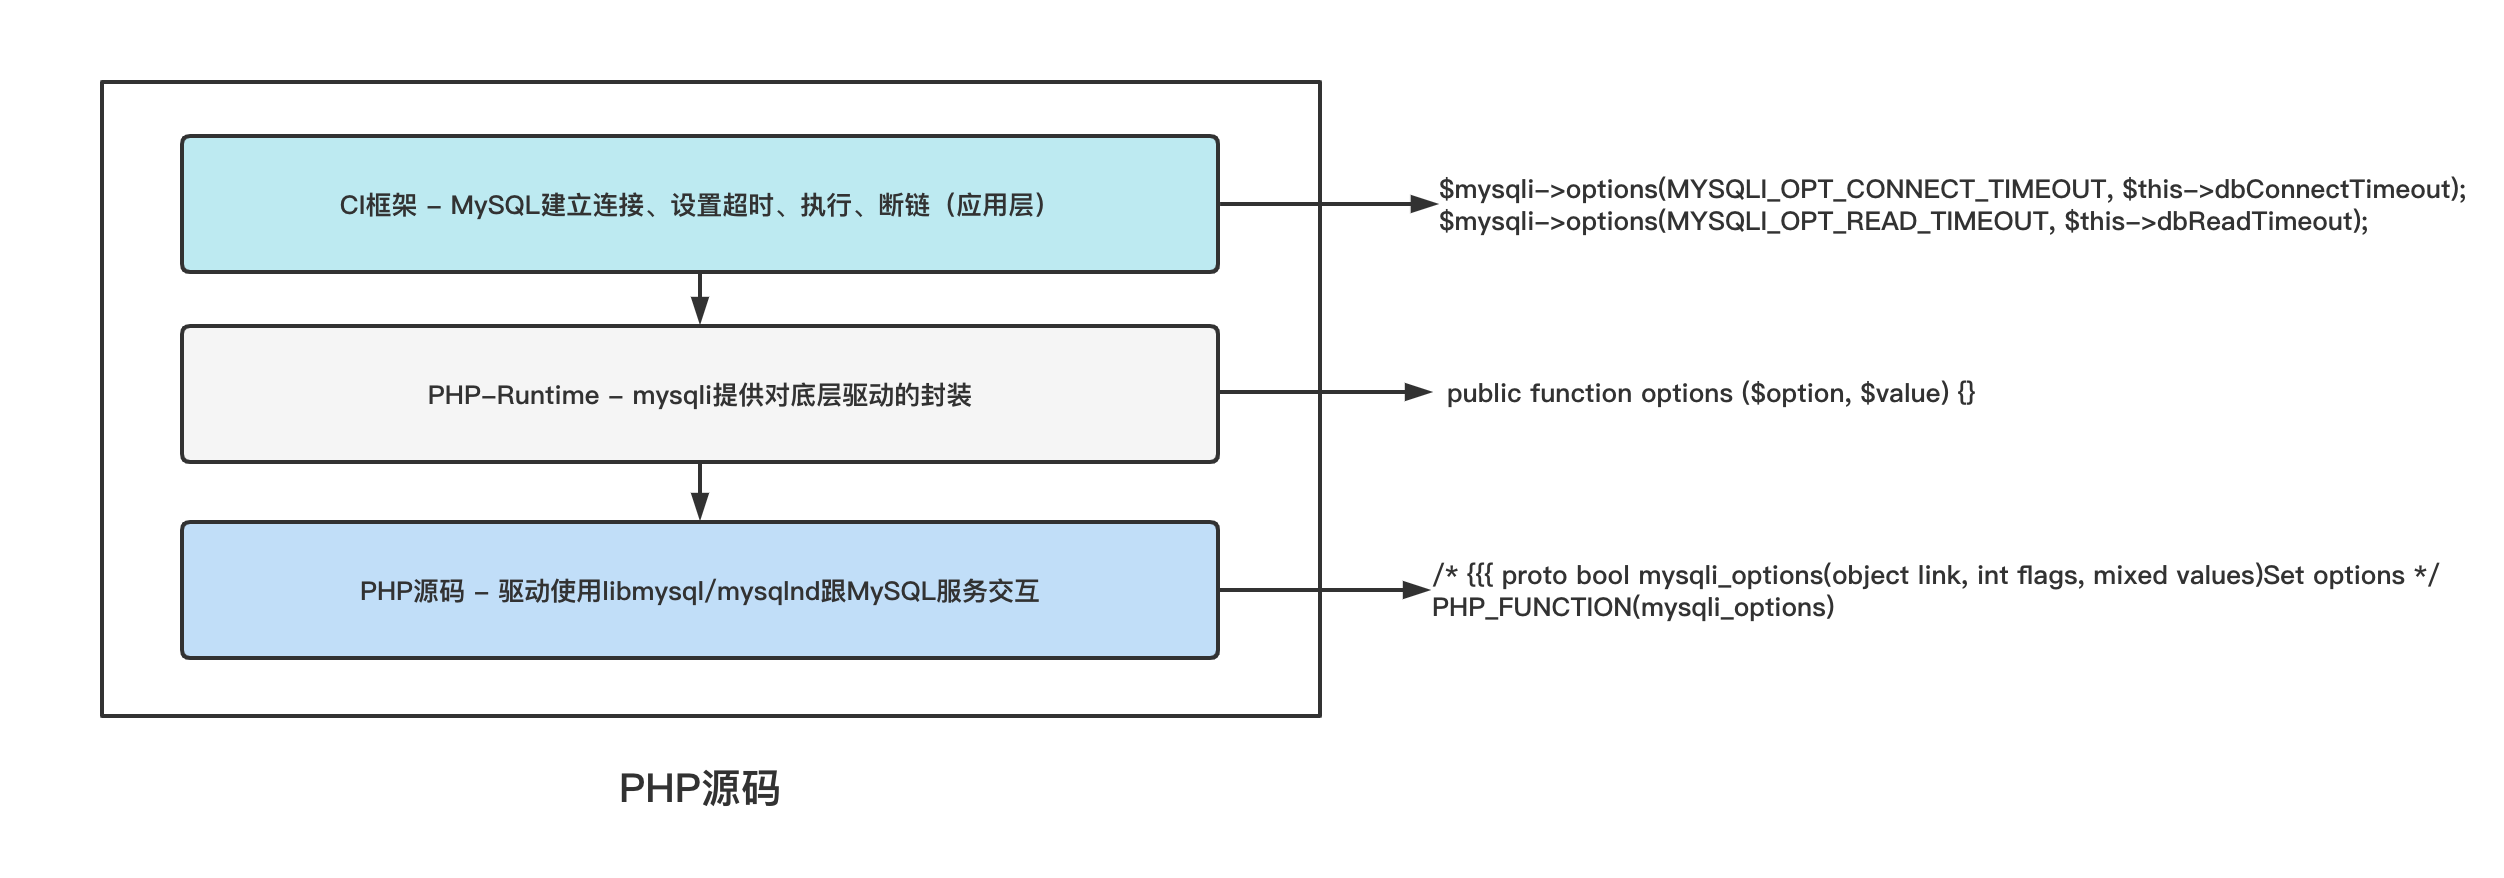 CI框架 - MySQL建立连接、设置超时、执行、断链（应用层）
$mysqli->options(MYSQLI_OPT_CONNECT_TIMEOUT, $this->dbConnectTimeout);
$mysqli->options(MYSQLI_OPT_READ_TIMEOUT, $this->dbReadTimeout);
PHP-Runtime - mysqli提供对底层驱动的封装
public function options ($option, $value) {}
PHP源码 - 驱动使用libmysql/mysqlnd跟MySQL服务交互
/* {{{ proto bool mysqli_options(object link, int flags, mixed values)Set options */
PHP_FUNCTION(mysqli_options)
PHP源码